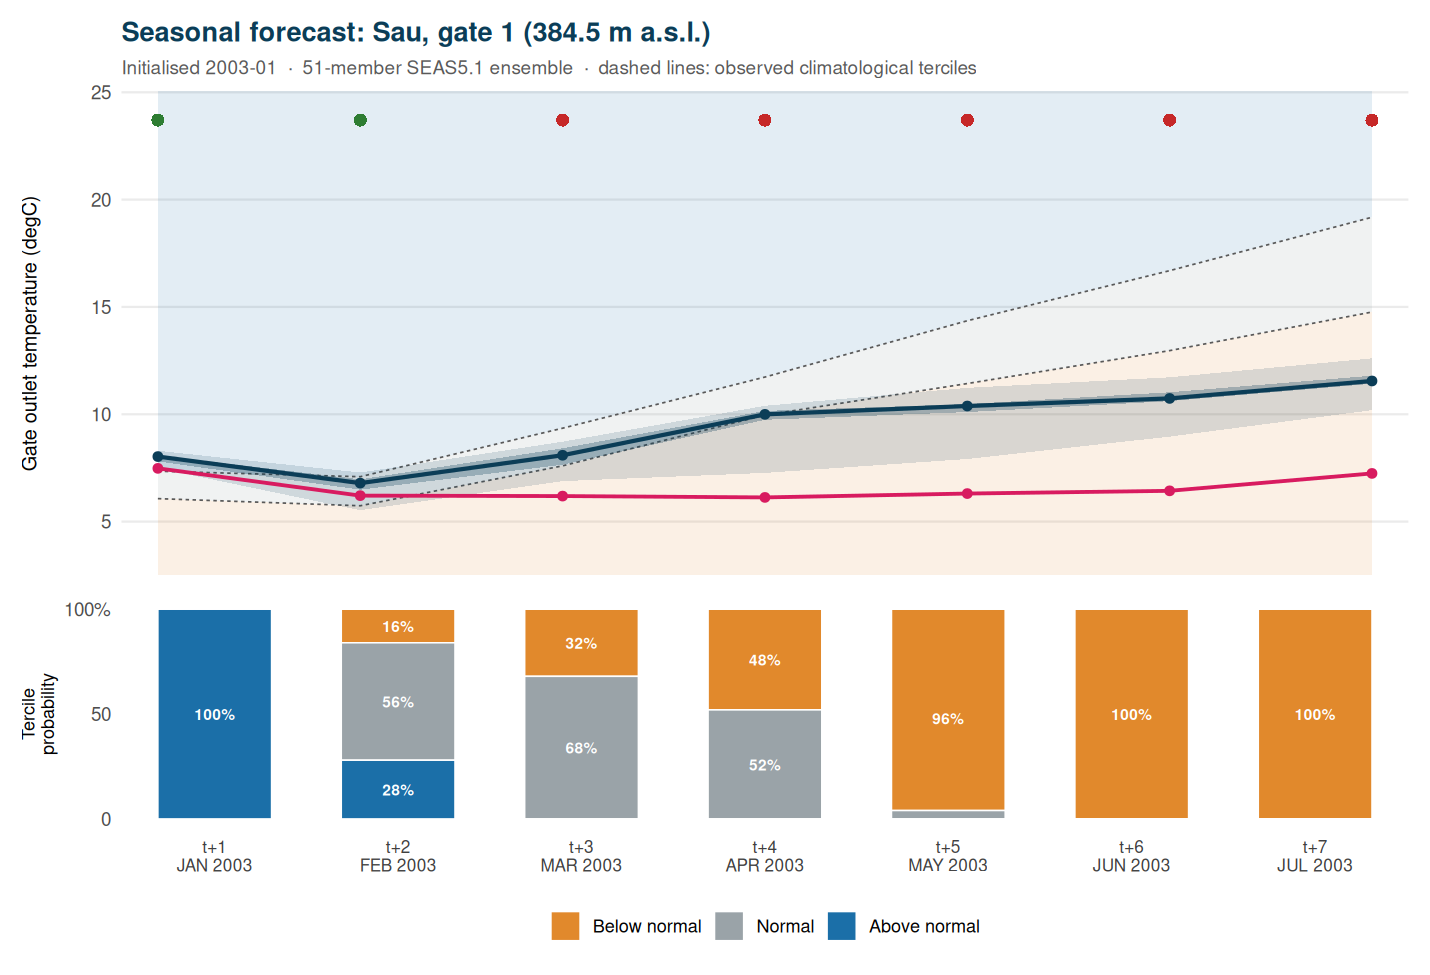 Seasonal forecast: Sau, gate 1 (384.5 m a.s.l.)
Initialised 2003-01 · 51-member SEAS5.1 ensemble · dashed lines: observed climatological terciles
Gate outlet temperature (degC)
25
20
15
10
5
Tercile
probability
100%
50
0
100%
16%
56%
28%
32%
68%
48%
52%
96%
100%
100%
t+1
JAN 2003
t+2
FEB 2003
t+3
MAR 2003
t+4
APR 2003
t+5
MAY 2003
t+6
JUN 2003
t+7
JUL 2003
Below normal
Normal
Above normal